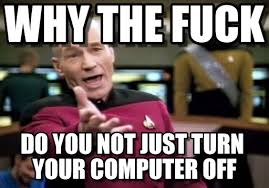 WHY THE FUCK
DO YOU NOT JUST TURN
YOUR COMPUTER OFF